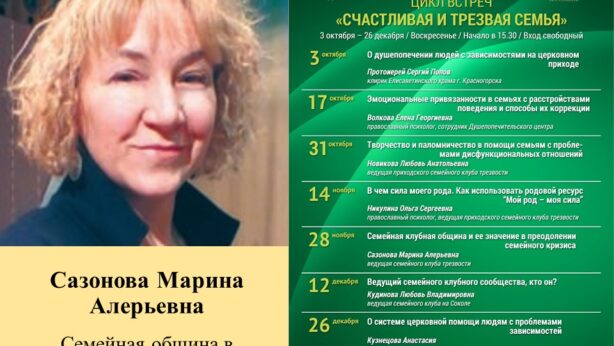 Сазонова Марина
Алерьевна
Семейная община в
ЦИКЛ ВСТРЕЧ
«СЧАСТЛИВАЯ И ТРЕЗВАЯ СЕМЬЯ»
3 октября – 26 декабря / Воскресенье / Начало в 15.30 / Вход свободный
3 октября
О душепопечении людей с зависимостями на церковном
приходе
Протоиерей Сергий Попов
клирик Елисаветинского храма г. Красногорска
17 октября
Эмоциональные привязанности в семьях с расстройствами
поведения и способы их коррекции
Волкова Елена Георгиевна
православный психолог, сотрудник Душепопечительского центра
31 октября
Творчество и паломничество в помощи семьям с пробле-
мами дисфункциональных отношений
Новикова Любовь Анатольевна
ведущая приходского семейного клуба трезвости
14 ноября
В чем сила моего рода. Как использовать родовой ресурс
"Мой род – моя сила"
Никулина Ольга Сергеевна
православный психолог, ведущая приходского семейного клуба трезвости
28 ноября
Семейная клубная община и ее значение в преодолении
семейного кризиса
Сазонова Марина Алерьевна
ведущая семейного клуба трезвости
12 декабря
Ведущий семейного клубного сообщества, кто он?
Кудинова Любовь Владимировна
ведущая семейного клуба на Соколе
26 декабря
О системе церковной помощи людям с проблемами
зависимостей
Кузнецова Анастасия